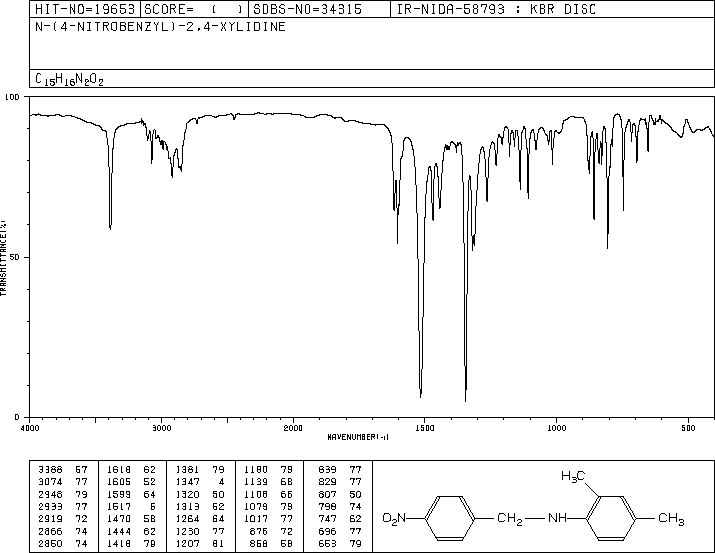 HIT-NO=19653 SCORE= ( ) SDBS-NO=34315 IR-NIDA-58793 : KBR DISC
N-(4-NITROBENZYL)-2,4-XYLIDINE
C15H16N2O2
100
50
0
TRANSMITTANCE(%)
4000 3000 2000 1500 1000 500
WAVENUMBER(-1)
3388 57 1618 62 1381 79 1180 79 839 77
3074 77 1605 52 1347 4 1139 68 829 77
2948 79 1599 64 1320 50 1108 66 807 50
2933 77 1517 6 1313 62 1079 79 798 74
2919 72 1470 58 1264 64 1017 77 747 62
2866 74 1444 62 1230 77 876 72 696 77
2850 74 1418 79 1207 81 858 58 653 79
H3C
O2N CH2 NH CH3